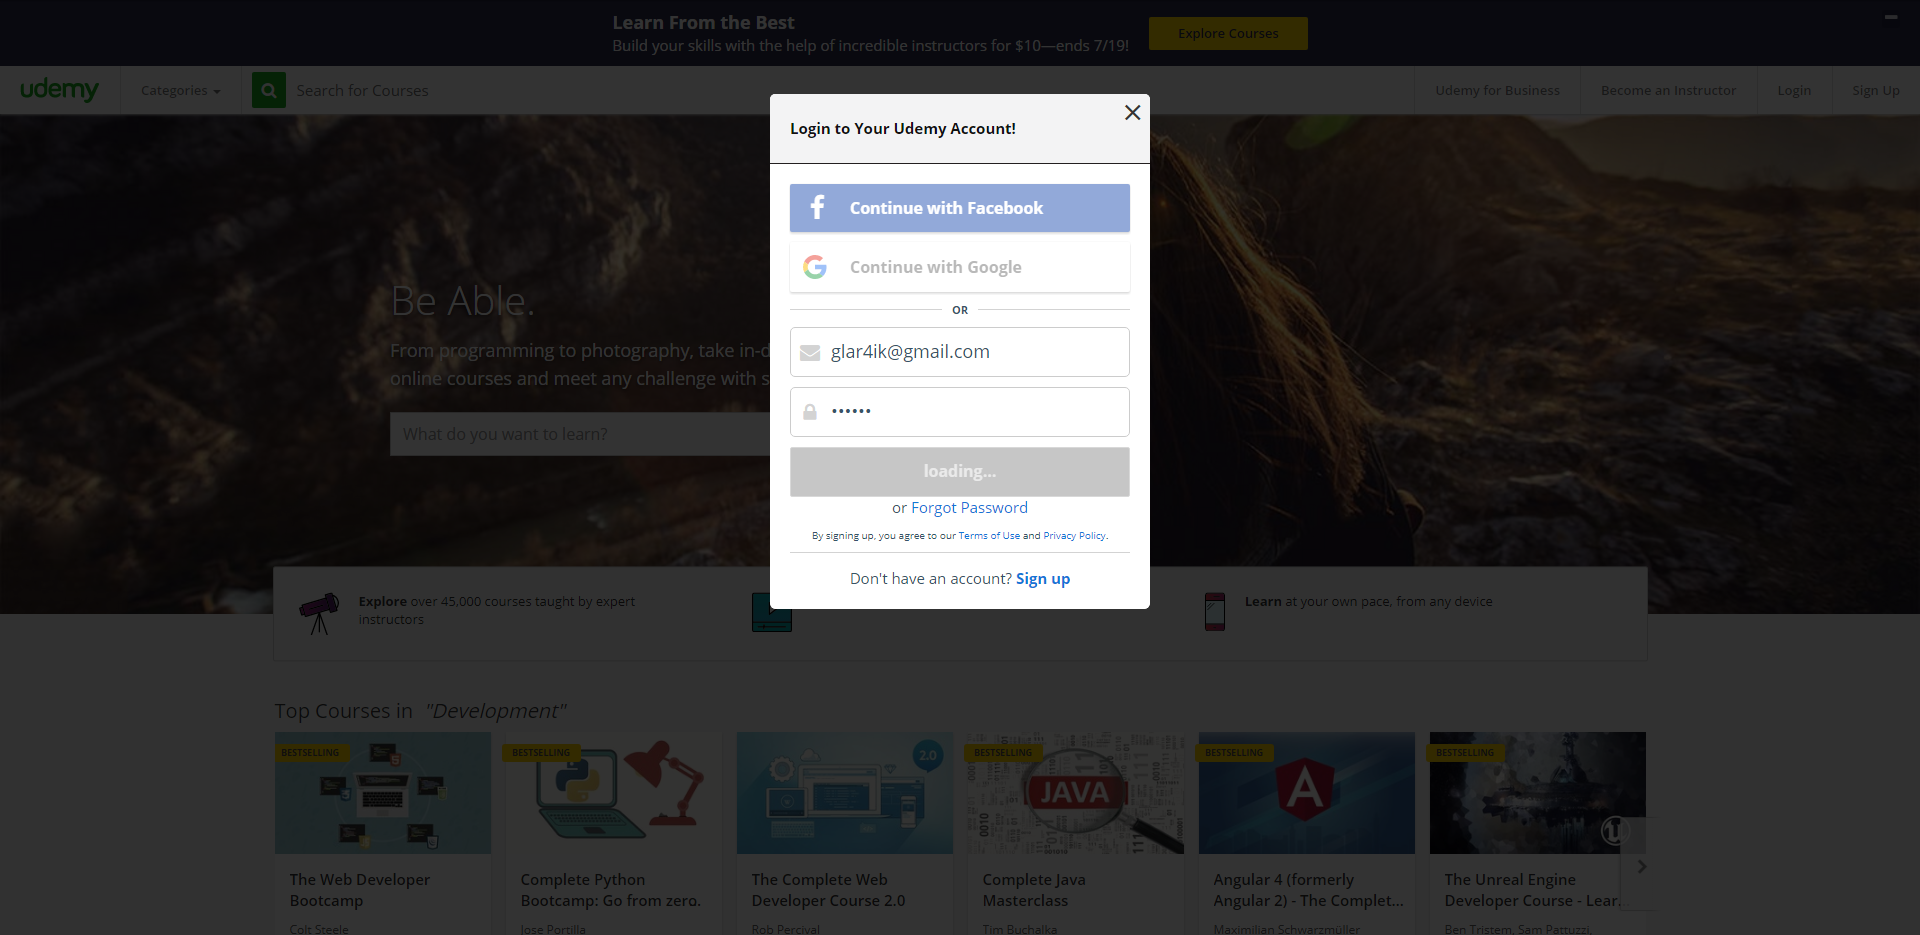 Learn From the Best
Build your skills with the help of incredible instructors for $10—ends 7/19!
Explore Courses
udemy
Categories
Search for Courses
Udemy for Business
Become an Instructor
Login
Sign Up
Login to Your Udemy Account!
Continue with Facebook
Continue with Google
OR
glar4ik@gmail.com
••••••
loading...
or Forgot Password
By signing up, you agree to our Terms of Use and Privacy Policy.
Don't have an account? Sign up
Be Able.
From programming to photography, take in-d
online courses and meet any challenge with s
What do you want to learn?
Explore over 45,000 courses taught by expert
instructors
Learn at your own pace, from any device
Top Courses in "Development"
BESTSELLING
BESTSELLING
2.0
BESTSELLING
JAVA
BESTSELLING
A
BESTSELLING
The Web Developer
Bootcamp
Colt Steele
Complete Python
Bootcamp: Go from zero.
Jose Portilla
The Complete Web
Developer Course 2.0
Rob Percival
Complete Java
Masterclass
Tim Buchalka
Angular 4 (formerly
Angular 2) - The Complet...
Maximilian Schwarzmüller
The Unreal Engine
Developer Course - Lear...
Ben Tristem, Sam Pattuzzi,